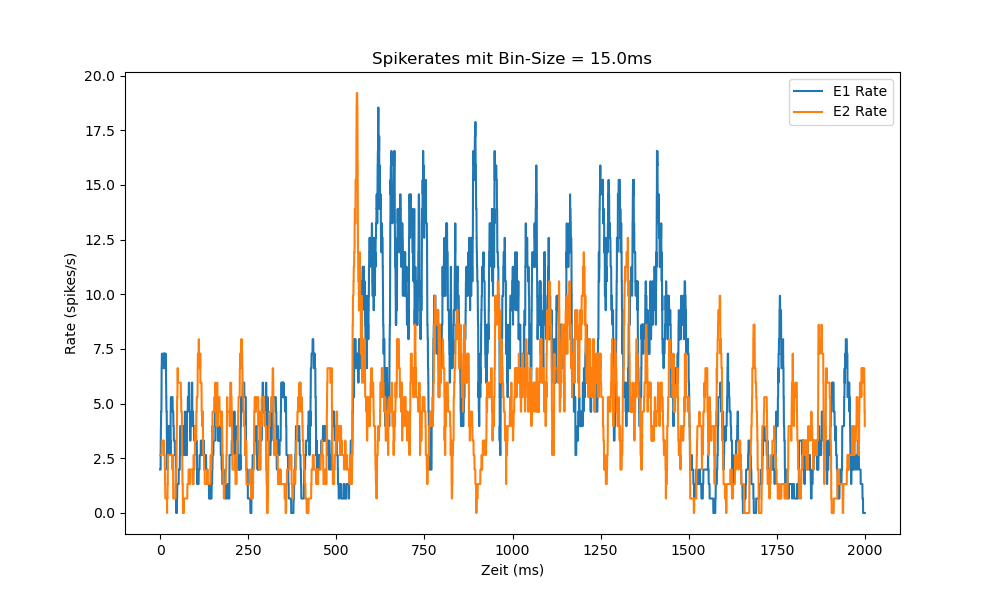 Spikerates mit Bin-Size = 15.0ms
E1 Rate
E2 Rate
Rate (spikes/s)
20.0
17.5
15.0
12.5
10.0
7.5
5.0
2.5
0.0
0 250 500 750 1000 1250 1500 1750 2000
Zeit (ms)